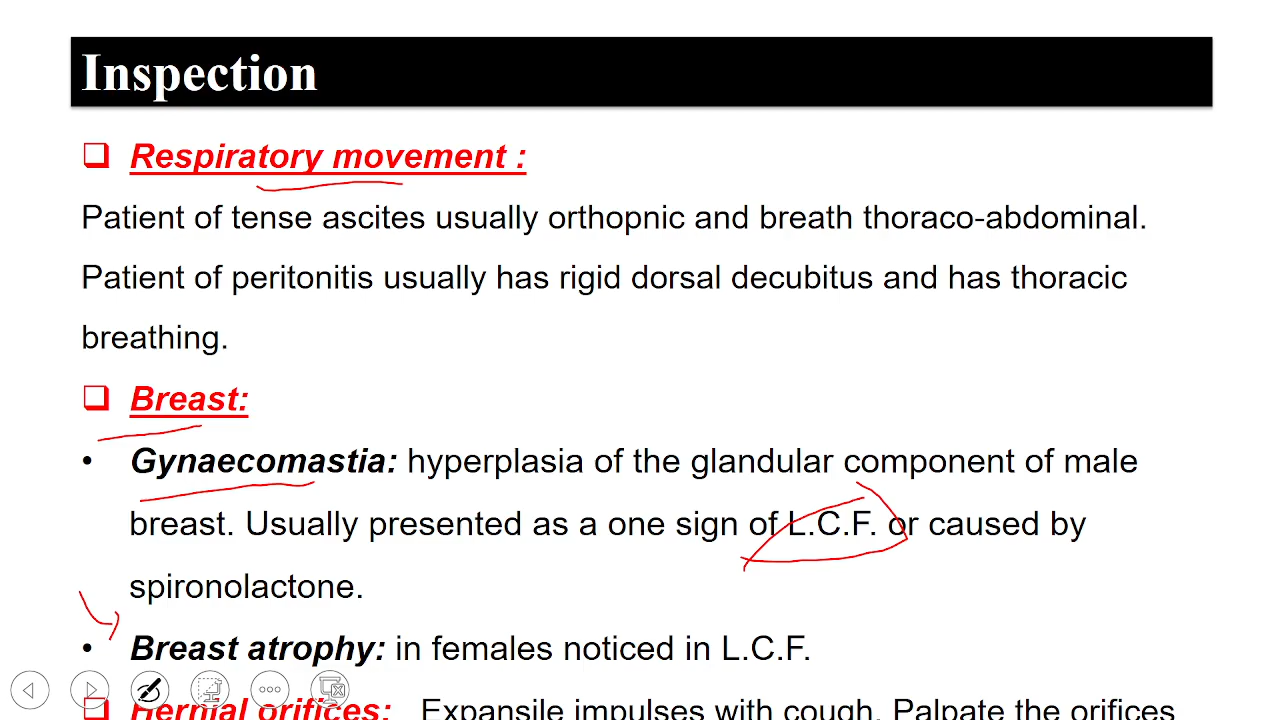 Inspection
❑ Respiratory movement :
Patient of tense ascites usually orthopnic and breath thoraco-abdominal.
Patient of peritonitis usually has rigid dorsal decubitus and has thoracic
breathing.
❑ Breast:
• Gynaecomastia: hyperplasia of the glandular component of male
breast. Usually presented as a one sign of L.C.F. or caused by
spironolactone.
• Breast atrophy: in females noticed in L.C.F.
❑ Hernial orifices: Expansile impulses with cough. Palpate the orifices